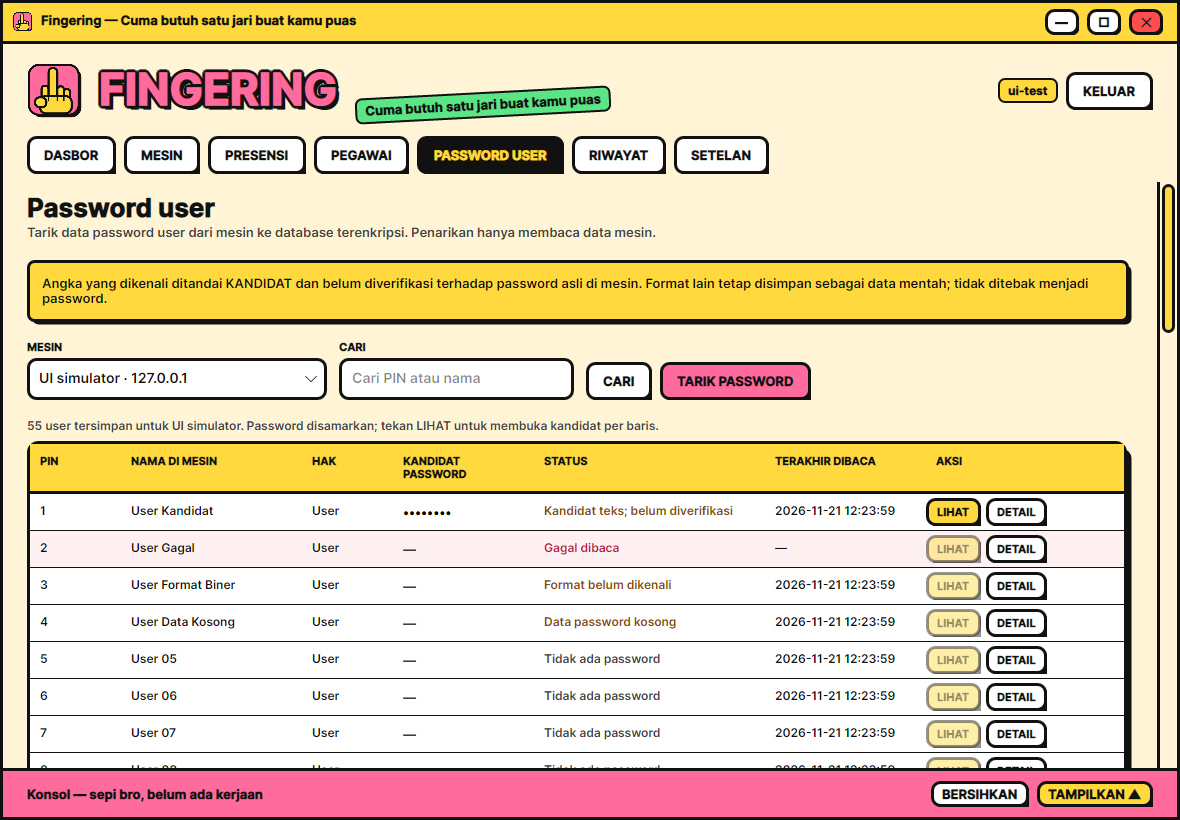 Fingering — Cuma butuh satu jari buat kamu puas
FINGERING
Cuma butuh satu jari buat kamu puas
ui-test
KELUAR
DASBOR MESIN PRESENSI PEGAWAI PASSWORD USER RIWAYAT SETELAN
Password user
Tarik data password user dari mesin ke database terenkripsi. Penarikan hanya membaca data mesin.
Angka yang dikenali ditandai KANDIDAT dan belum diverifikasi terhadap password asli di mesin. Format lain tetap disimpan sebagai data mentah; tidak ditebak menjadi
password.
MESIN CARI
UI simulator · 127.0.0.1 Cari PIN atau nama CARI TARIK PASSWORD
55 user tersimpan untuk UI simulator. Password disamarkan; tekan LIHAT untuk membuka kandidat per baris.
PIN NAMA DI MESIN HAK KANDIDAT PASSWORD STATUS TERAKHIR DIBACA AKSI
1 User Kandidat User •••••••• Kandidat teks; belum diverifikasi 2026-11-21 12:23:59 LIHAT DETAIL
2 User Gagal User — Gagal dibaca — LIHAT DETAIL
3 User Format Biner User — Format belum dikenali 2026-11-21 12:23:59 LIHAT DETAIL
4 User Data Kosong User — Data password kosong 2026-11-21 12:23:59 LIHAT DETAIL
5 User 05 User — Tidak ada password 2026-11-21 12:23:59 LIHAT DETAIL
6 User 06 User — Tidak ada password 2026-11-21 12:23:59 LIHAT DETAIL
7 User 07 User — Tidak ada password 2026-11-21 12:23:59 LIHAT DETAIL
Konsol — sepi bro, belum ada kerjaan
BERSIHKAN TAMPILKAN ▲